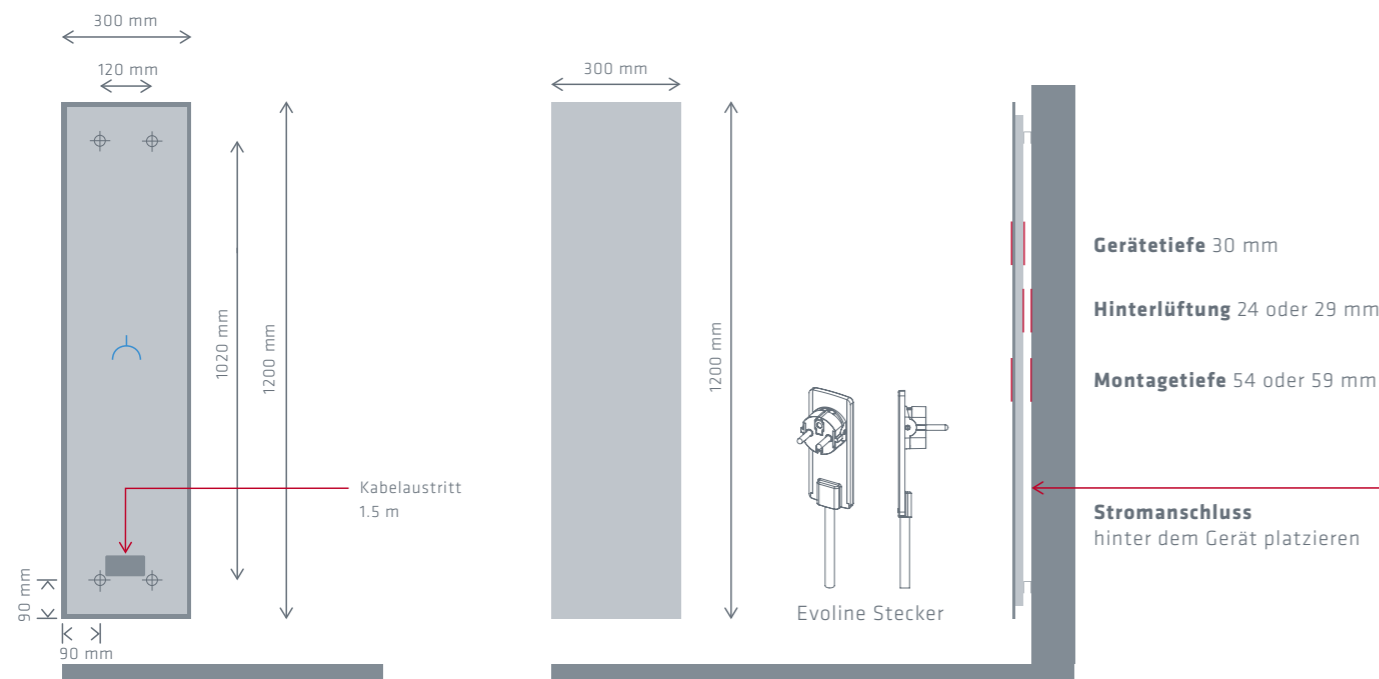 300 mm
120 mm
1020 mm
1200 mm
Kabelaustritt
1.5 m
90 mm
90 mm
300 mm
1200 mm
Evoline Stecker
Gerätetiefe 30 mm
Hinterlüftung 24 oder 29 mm
Montagetiefe 54 oder 59 mm
Stromanschluss
hinter dem Gerät platzieren